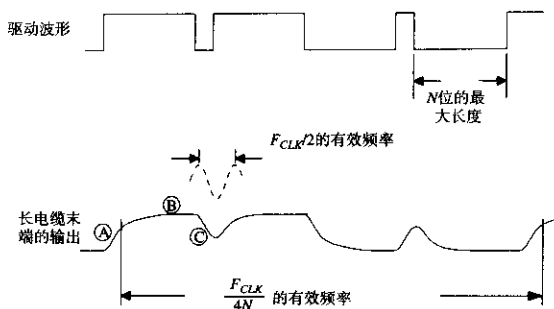 驱动波形
N位的最
大长度
F_CLK/2的有效频率
长电缆末
端的输出
A
B
C
F_CLK
4N
的有效频率